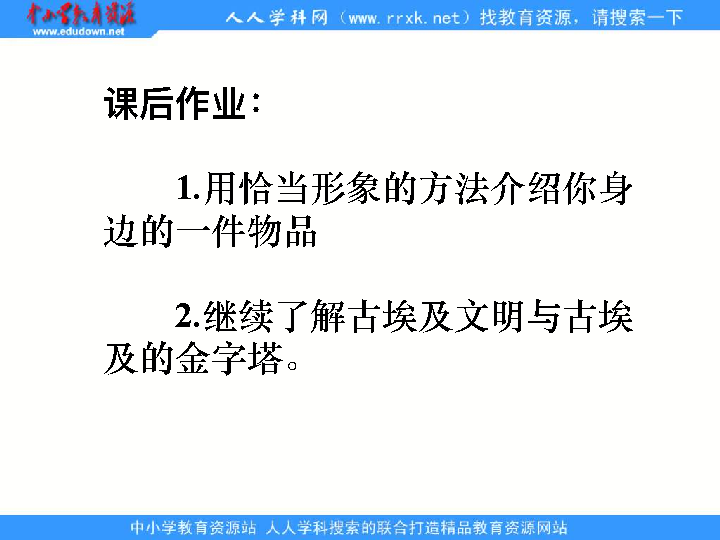 中小学教育资源
www.edudown.net
人人学科网（www.rrxk.net）找教育资源，请搜索一下
课后作业：
1.用恰当形象的方法介绍你身
边的一件物品
2.继续了解古埃及文明与古埃
及的金字塔。
中小学教育资源站 人人学科搜索的联合打造精品教育资源网站